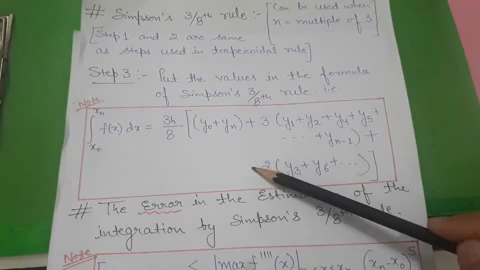 # Simpson's 3/8th rule :- [Can be used when
n = multiple of 3]
[Step 1 and 2 are same
as steps used in trapezoidal rule]
Step 3 :- Put the values in the formula
of Simpson's 3/8th rule i.e.
Note
∫_{x₀}^{xₙ} f(x) dx = 3h/8 [(y₀+yₙ) + 3 (y₁+y₂+y₄+y₅+
.... + yₙ₋₁) +
2(y₃+y₆+...)]
# The Error in the of the
integration by Simpson's 3/8th rule.
Note
≤ |max f''''(x)| (xₙ-x₀)⁵